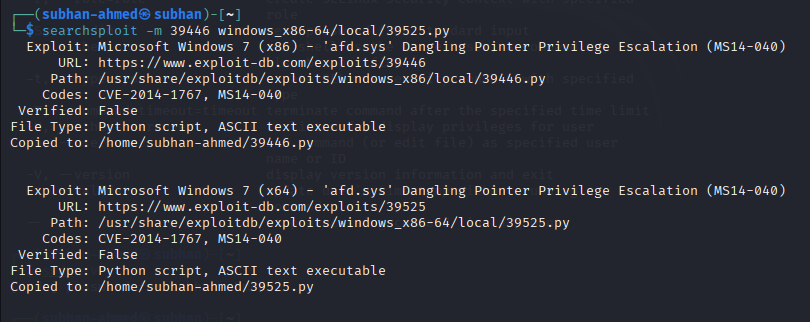 ┌──(subhan-ahmed㉿subhan)-[~]
└─$ searchsploit -m 39446 windows_x86-64/local/39525.py
Exploit: Microsoft Windows 7 (x86) - 'afd.sys' Dangling Pointer Privilege Escalation (MS14-040)
URL: https://www.exploit-db.com/exploits/39446
Path: /usr/share/exploitdb/exploits/windows_x86/local/39446.py
Codes: CVE-2014-1767, MS14-040
Verified: False
File Type: Python script, ASCII text executable
Copied to: /home/subhan-ahmed/39446.py
Exploit: Microsoft Windows 7 (x64) - 'afd.sys' Dangling Pointer Privilege Escalation (MS14-040)
URL: https://www.exploit-db.com/exploits/39525
Path: /usr/share/exploitdb/exploits/windows_x86-64/local/39525.py
Codes: CVE-2014-1767, MS14-040
Verified: False
File Type: Python script, ASCII text executable
Copied to: /home/subhan-ahmed/39525.py